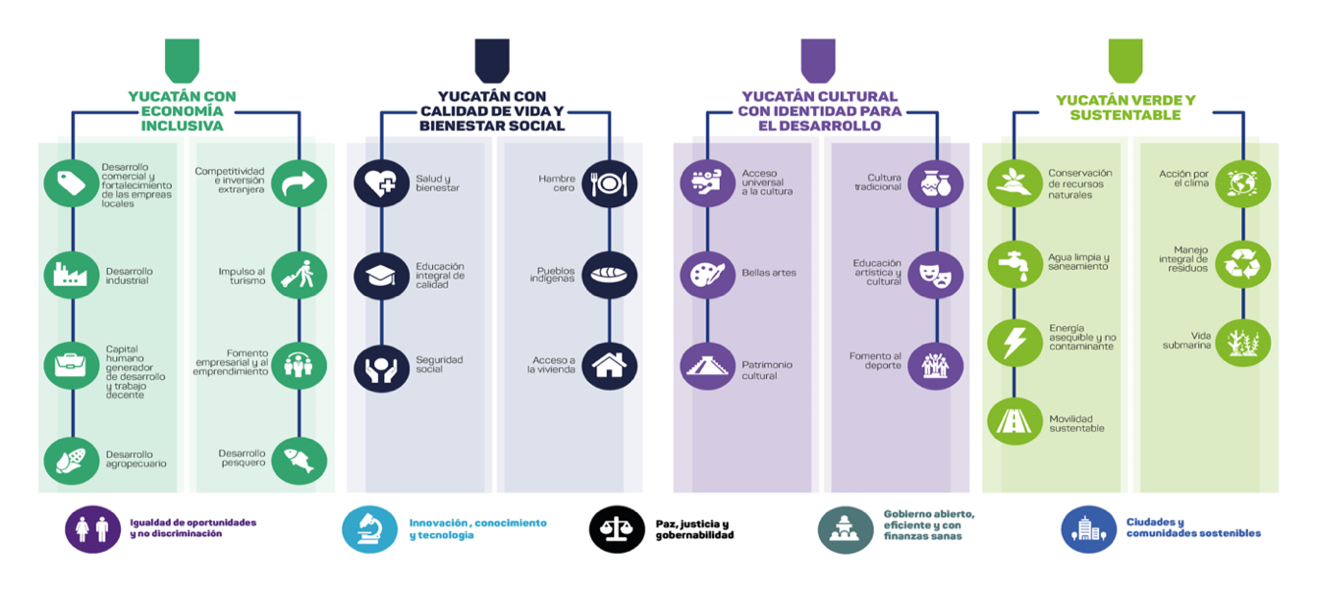 YUCATÁN CON
ECONOMÍA
INCLUSIVA
Desarrollo
comercial y
fortalecimiento
de las empreas
locales
Desarrollo
industrial
Capital
humano
generador
de desarrollo
y trabajo
decente
Desarrollo
agropecuario
Competitividad
e inversión
extranjera
Impulso al
turismo
Fomento
empresarial y al
emprendimiento
Desarrollo
pesquero
YUCATÁN CON
CALIDAD DE VIDA Y
BIENESTAR SOCIAL
Salud y
bienestar
Educación
integral de
calidad
Seguridad
social
Hambre
cero
Pueblos
indígenas
Acceso a
la vivienda
YUCATÁN CULTURAL
CON IDENTIDAD PARA
EL DESARROLLO
Acceso
universal
a la cultura
Bellas artes
Patrimonio
cultural
Cultura
tradicional
Educación
artística y
cultural
Fomento al
deporte
YUCATÁN VERDE Y
SUSTENTABLE
Conservación
de recursos
naturales
Agua limpia y
saneamiento
Energía
asequible y no
contaminante
Movilidad
sustentable
Acción por
el clima
Manejo
integral de
residuos
Vida
submarina
Igualdad de oportunidades
y no discriminación
Innovación, conocimiento
y tecnología
Paz, justicia y
gobernabilidad
Gobierno abierto,
eficiente y con
finanzas sanas
Ciudades y
comunidades sostenibles